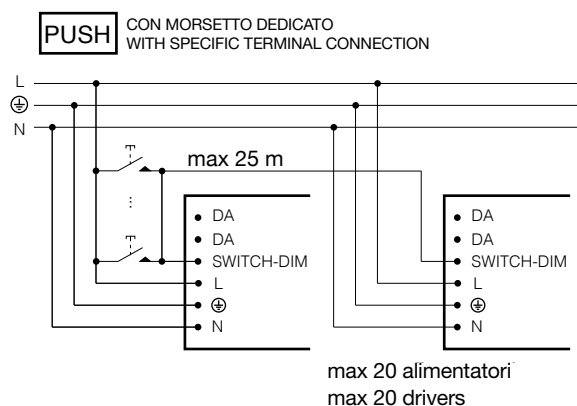 PUSH
CON MORSETTO DEDICATO
WITH SPECIFIC TERMINAL CONNECTION
L
N
max 25 m
DA
DA
SWITCH-DIM
L
N
DA
DA
SWITCH-DIM
L
N
max 20 alimentatori
max 20 drivers